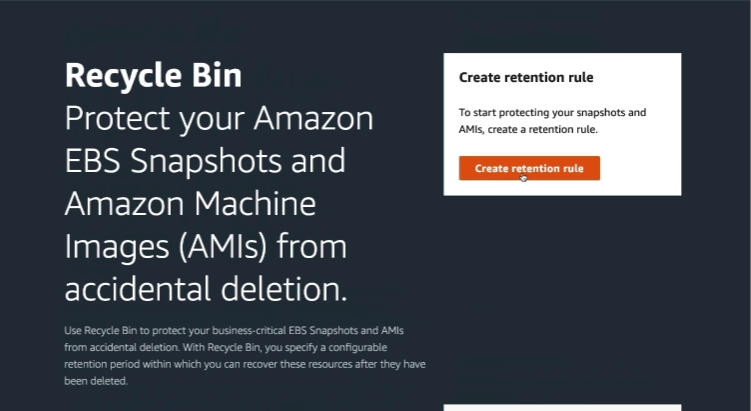 Recycle Bin
Protect your Amazon
EBS Snapshots and
Amazon Machine
Images (AMIs) from
accidental deletion.
Use Recycle Bin to protect your business-critical EBS Snapshots and AMIs
from accidental deletion. With Recycle Bin, you specify a configurable
retention period within which you can recover these resources after they have
been deleted.
Create retention rule
To start protecting your snapshots and
AMIs, create a retention rule.
Create retention rule